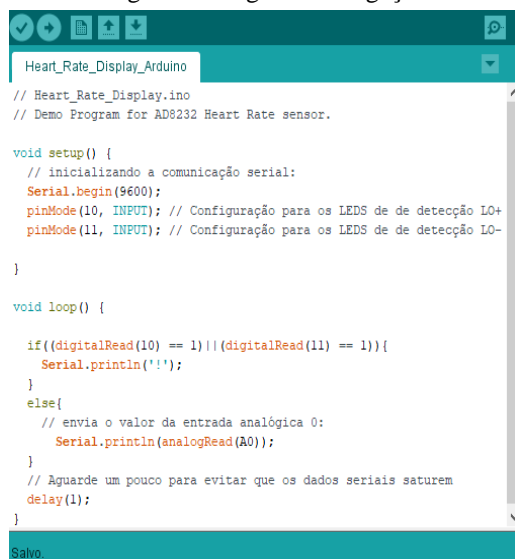 Heart_Rate_Display_Arduino
// Heart_Rate_Display.ino
// Demo Program for AD8232 Heart Rate sensor.
void setup() {
// inicializando a comunicação serial:
Serial.begin(9600);
pinMode(10, INPUT); // Configuração para os LEDS de de detecção LO+
pinMode(11, INPUT); // Configuração para os LEDS de de detecção LO-
}
void loop() {
if((digitalRead(10) == 1)||(digitalRead(11) == 1)){
Serial.println('!');
}
else{
// envia o valor da entrada analógica 0:
Serial.println(analogRead(A0));
}
// Aguarde um pouco para evitar que os dados seriais saturem
delay(1);
}
Salvo.